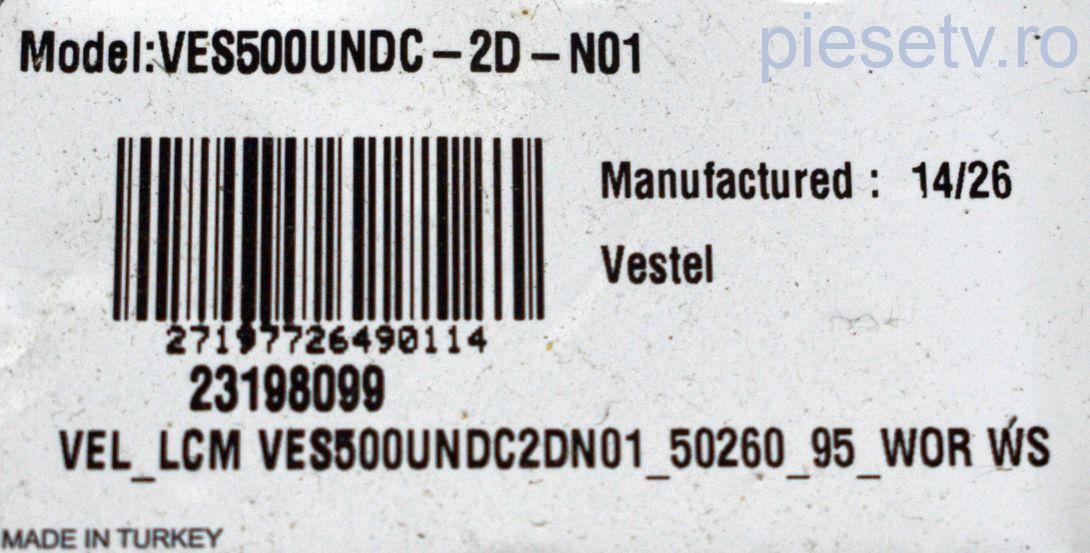 Model:VES500UNDC-2D-N01
piesetv.ro
Manufactured : 14/26
Vestel
27197726490114
23198099
VEL_LCM VES500UNDC2DN01_50260_95_WOR WS
MADE IN TURKEY